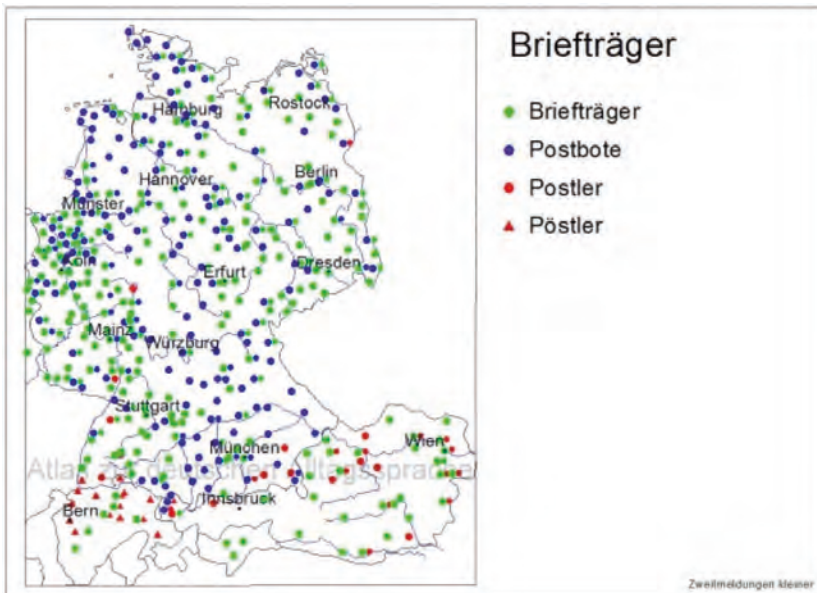 Briefträger
Briefträger
Postbote
Postler
Pöstler
Hamburg
Rostock
Hannover
Berlin
Münster
Köln
Erfurt
Dresden
Mainz
Würzburg
Stuttgart
München
Wien
Atlas zur deutschen Alltagssprache
Innsbruck
Bern
Zweitmeldungen kleiner